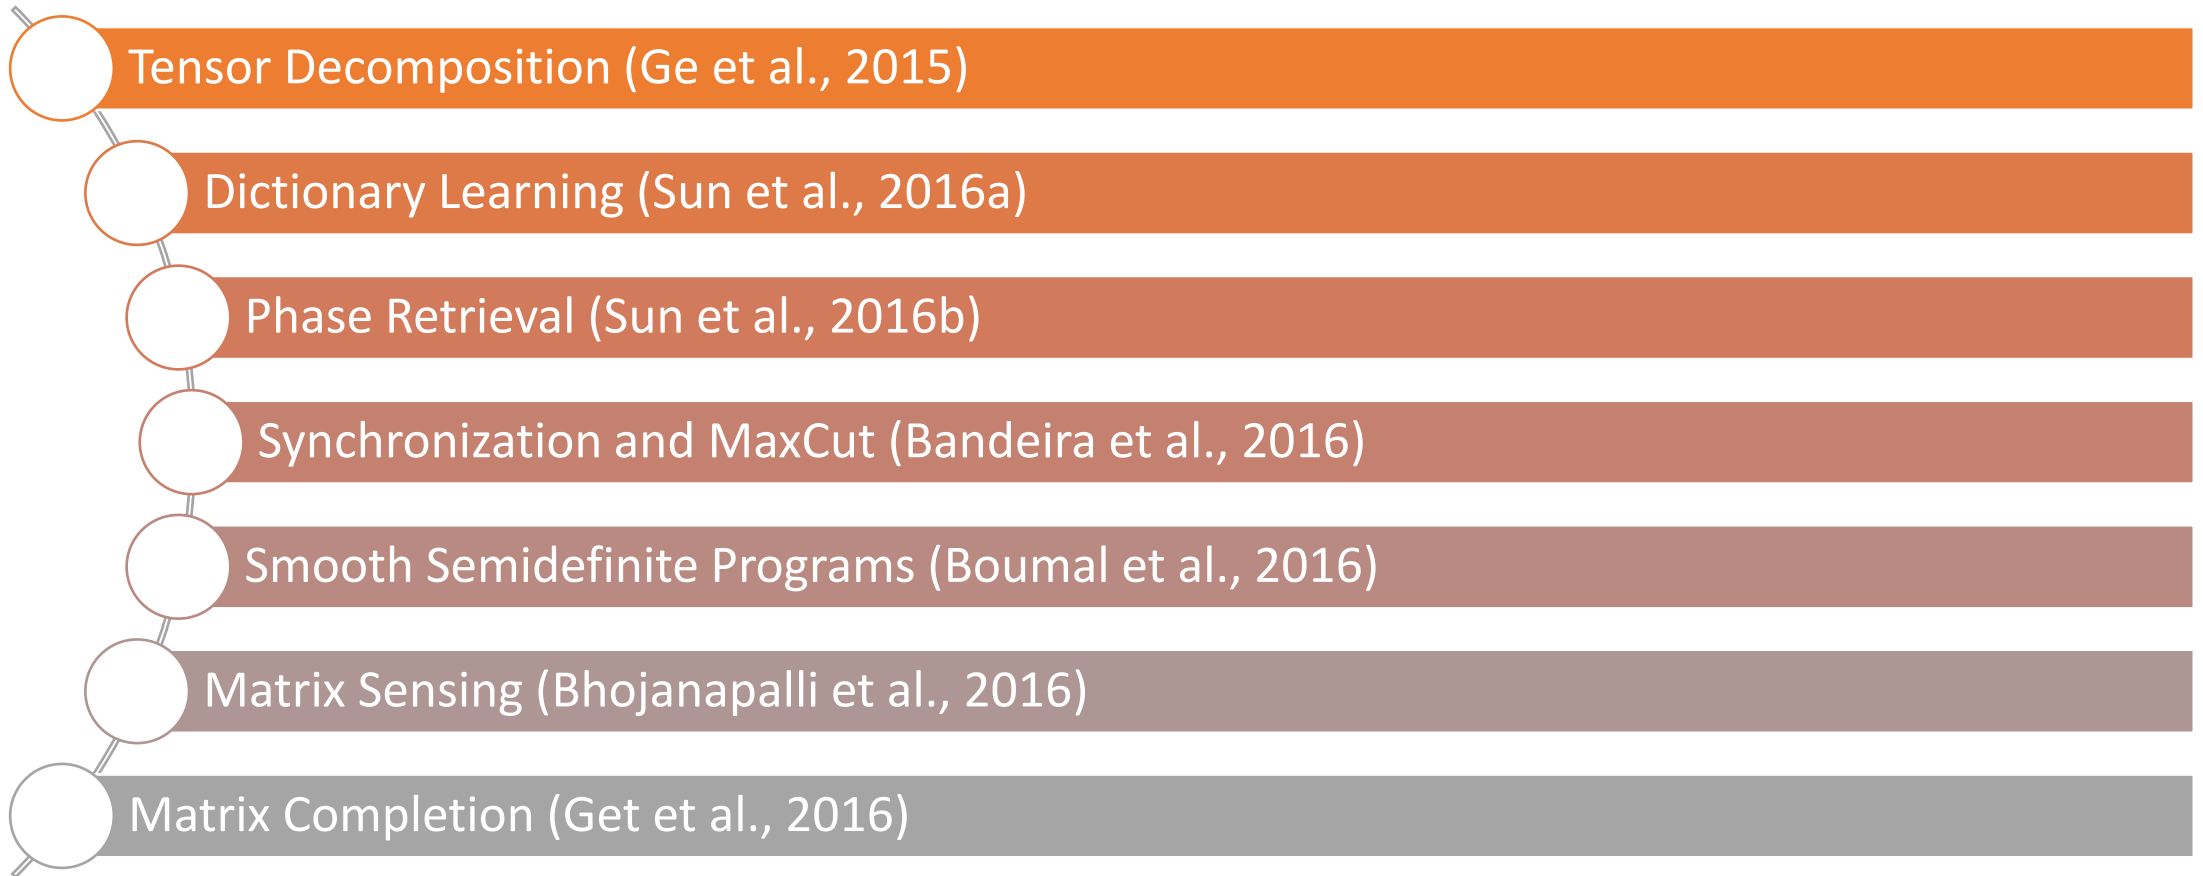 Tensor Decomposition (Ge et al., 2015)
Dictionary Learning (Sun et al., 2016a)
Phase Retrieval (Sun et al., 2016b)
Synchronization and MaxCut (Bandeira et al., 2016)
Smooth Semidefinite Programs (Boumal et al., 2016)
Matrix Sensing (Bhojanapalli et al., 2016)
Matrix Completion (Get et al., 2016)